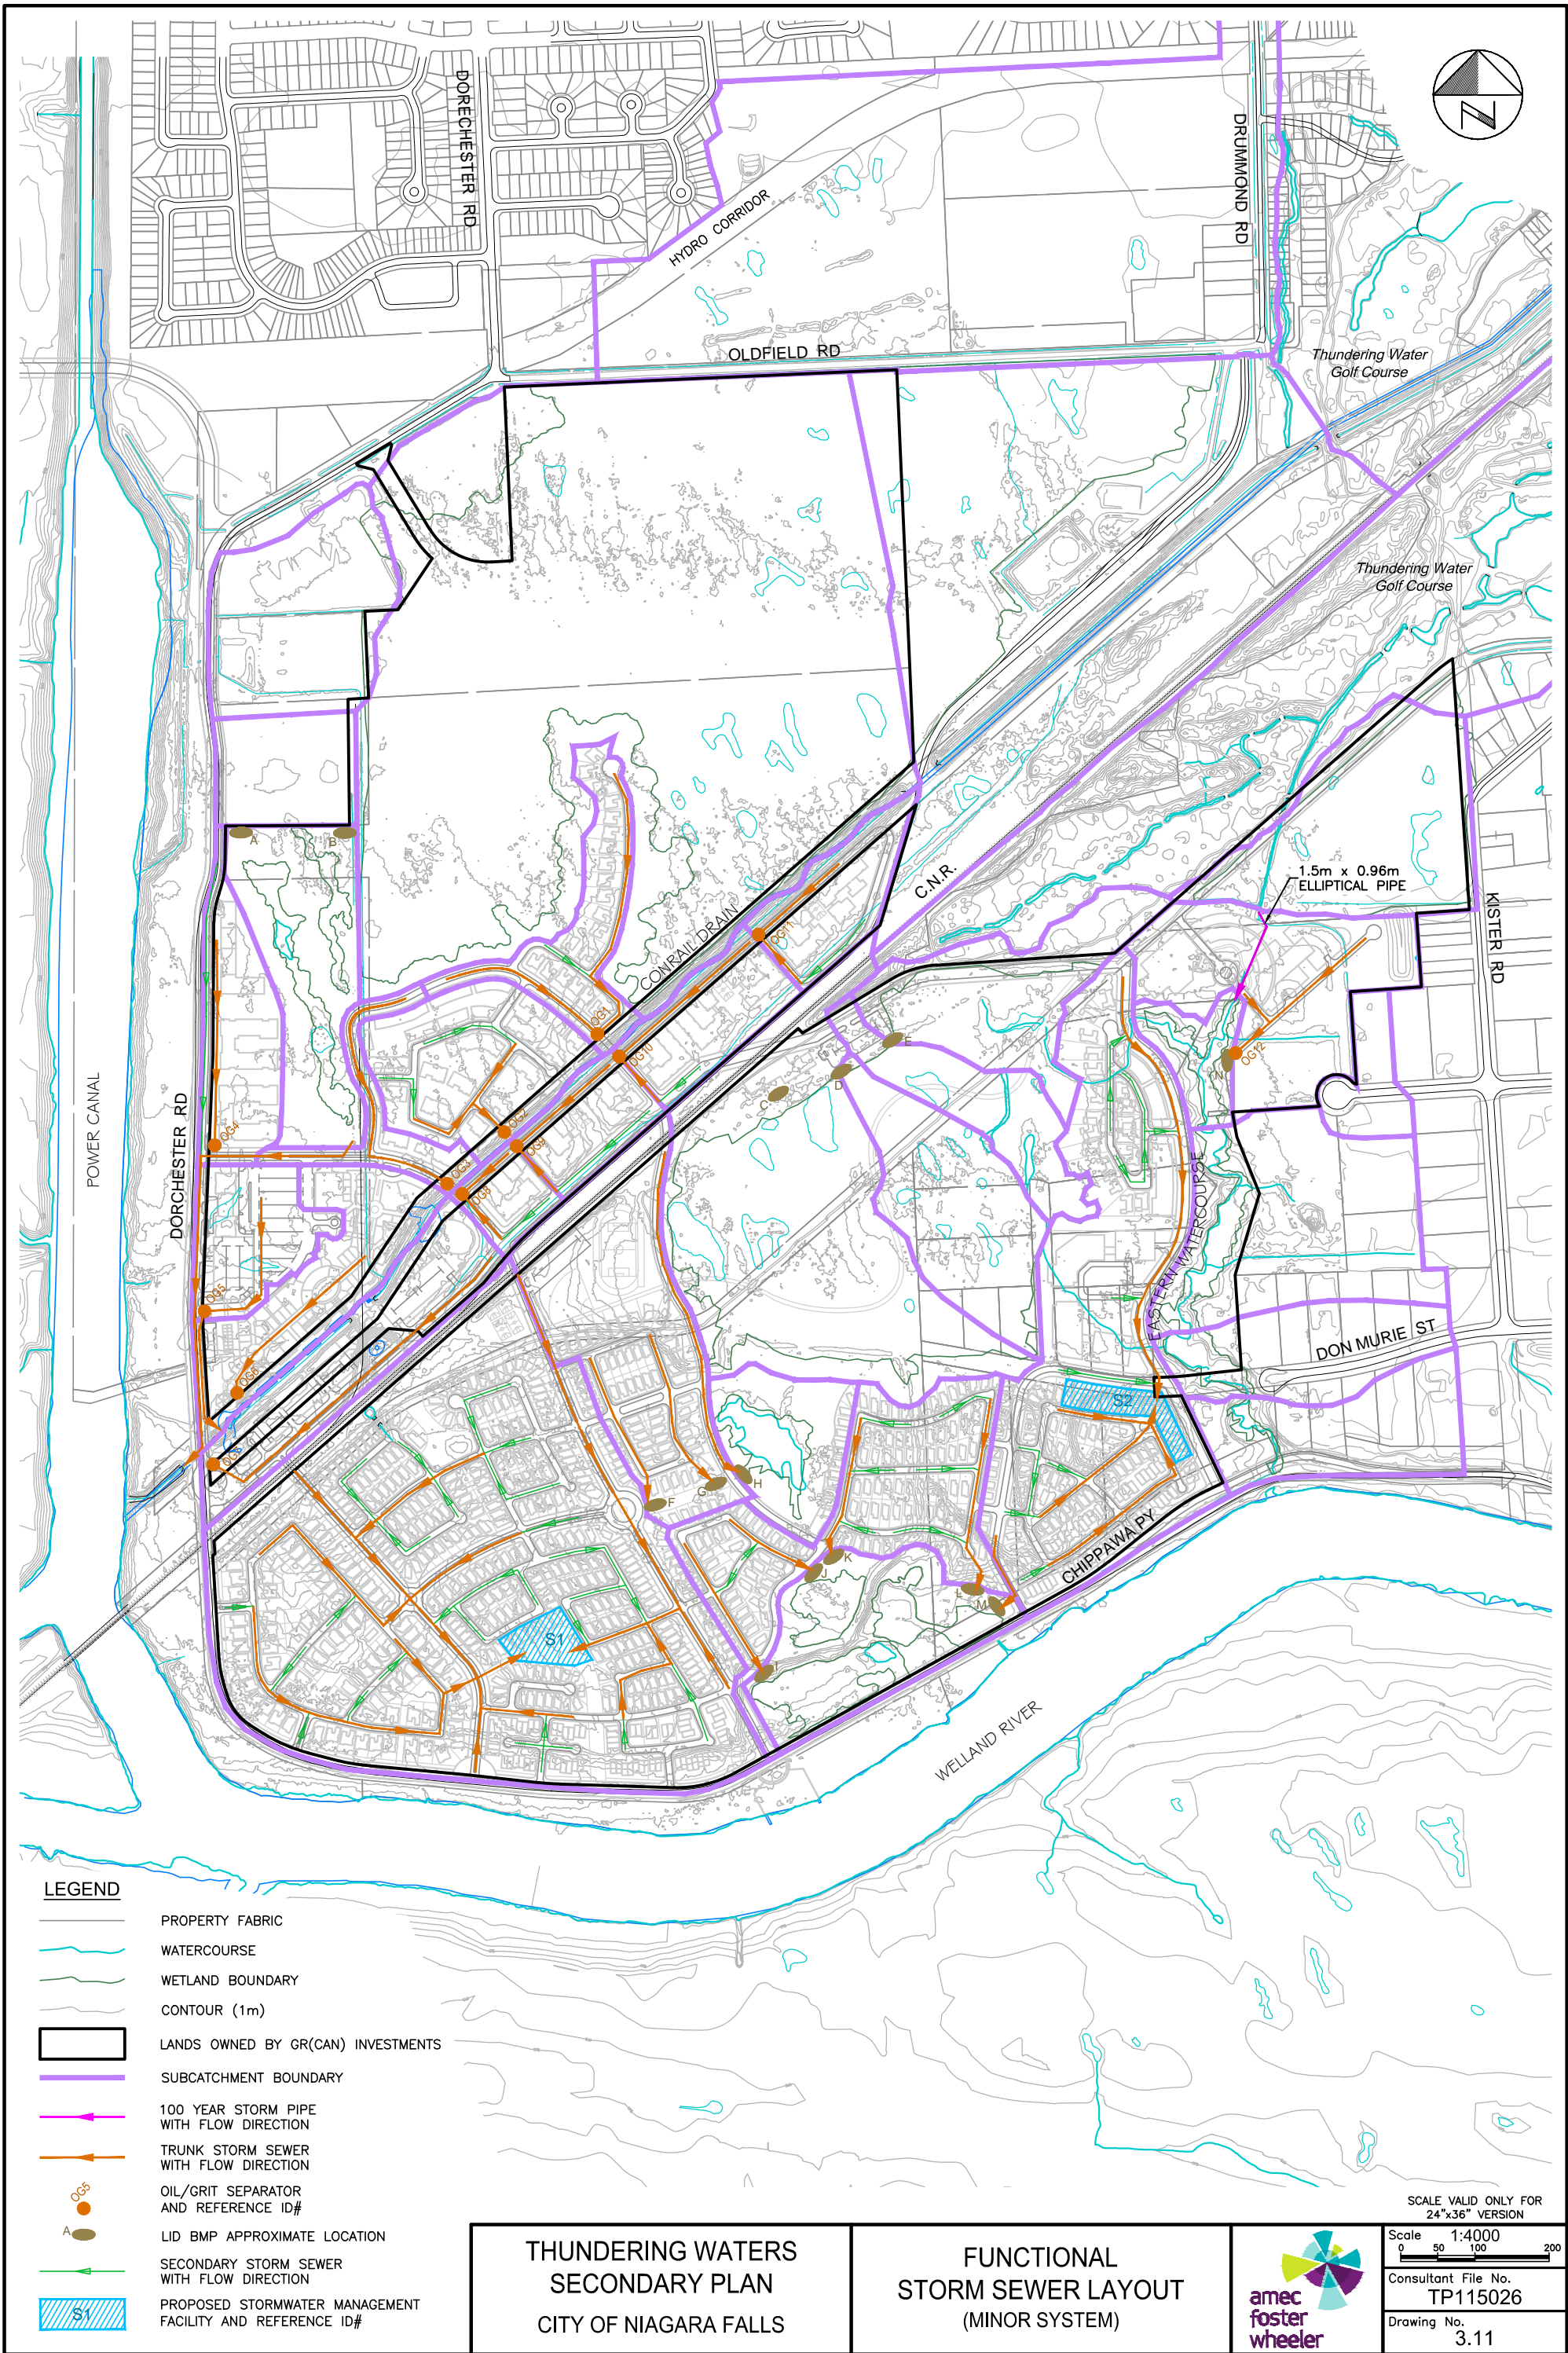 DORECHESTER RD
DRUMMOND RD
N
HYDRO CORRIDOR
OLDFIELD RD
Thundering Water
Golf Course
Thundering Water
Golf Course
A
B
1.5m x 0.96m
ELLIPTICAL PIPE
C.N.R.
KISTER RD
CONRAIL DRAIN
OG11
OG1
OG10
E
D
C
N
OG12
POWER CANAL
DORCHESTER RD
OG4
OG2
OG9
OG3
OG8
EASTERN WATERCOURSE
OG5
DON MURIE ST
OG6
S2
OG7
F
G
H
K
J
L
M
CHIPPAWA PY
S1
I
WELLAND RIVER
LEGEND
PROPERTY FABRIC
WATERCOURSE
WETLAND BOUNDARY
CONTOUR (1m)
LANDS OWNED BY GR(CAN) INVESTMENTS
SUBCATCHMENT BOUNDARY
100 YEAR STORM PIPE
WITH FLOW DIRECTION
TRUNK STORM SEWER
WITH FLOW DIRECTION
OG5
OIL/GRIT SEPARATOR
AND REFERENCE ID#
A
LID BMP APPROXIMATE LOCATION
SECONDARY STORM SEWER
WITH FLOW DIRECTION
S1
PROPOSED STORMWATER MANAGEMENT
FACILITY AND REFERENCE ID#
THUNDERING WATERS
SECONDARY PLAN
CITY OF NIAGARA FALLS
FUNCTIONAL
STORM SEWER LAYOUT
(MINOR SYSTEM)
amec
foster
wheeler
SCALE VALID ONLY FOR
24"x36" VERSION
Scale 1:4000
0 50 100 200
Consultant File No.
TP115026
Drawing No.
3.11